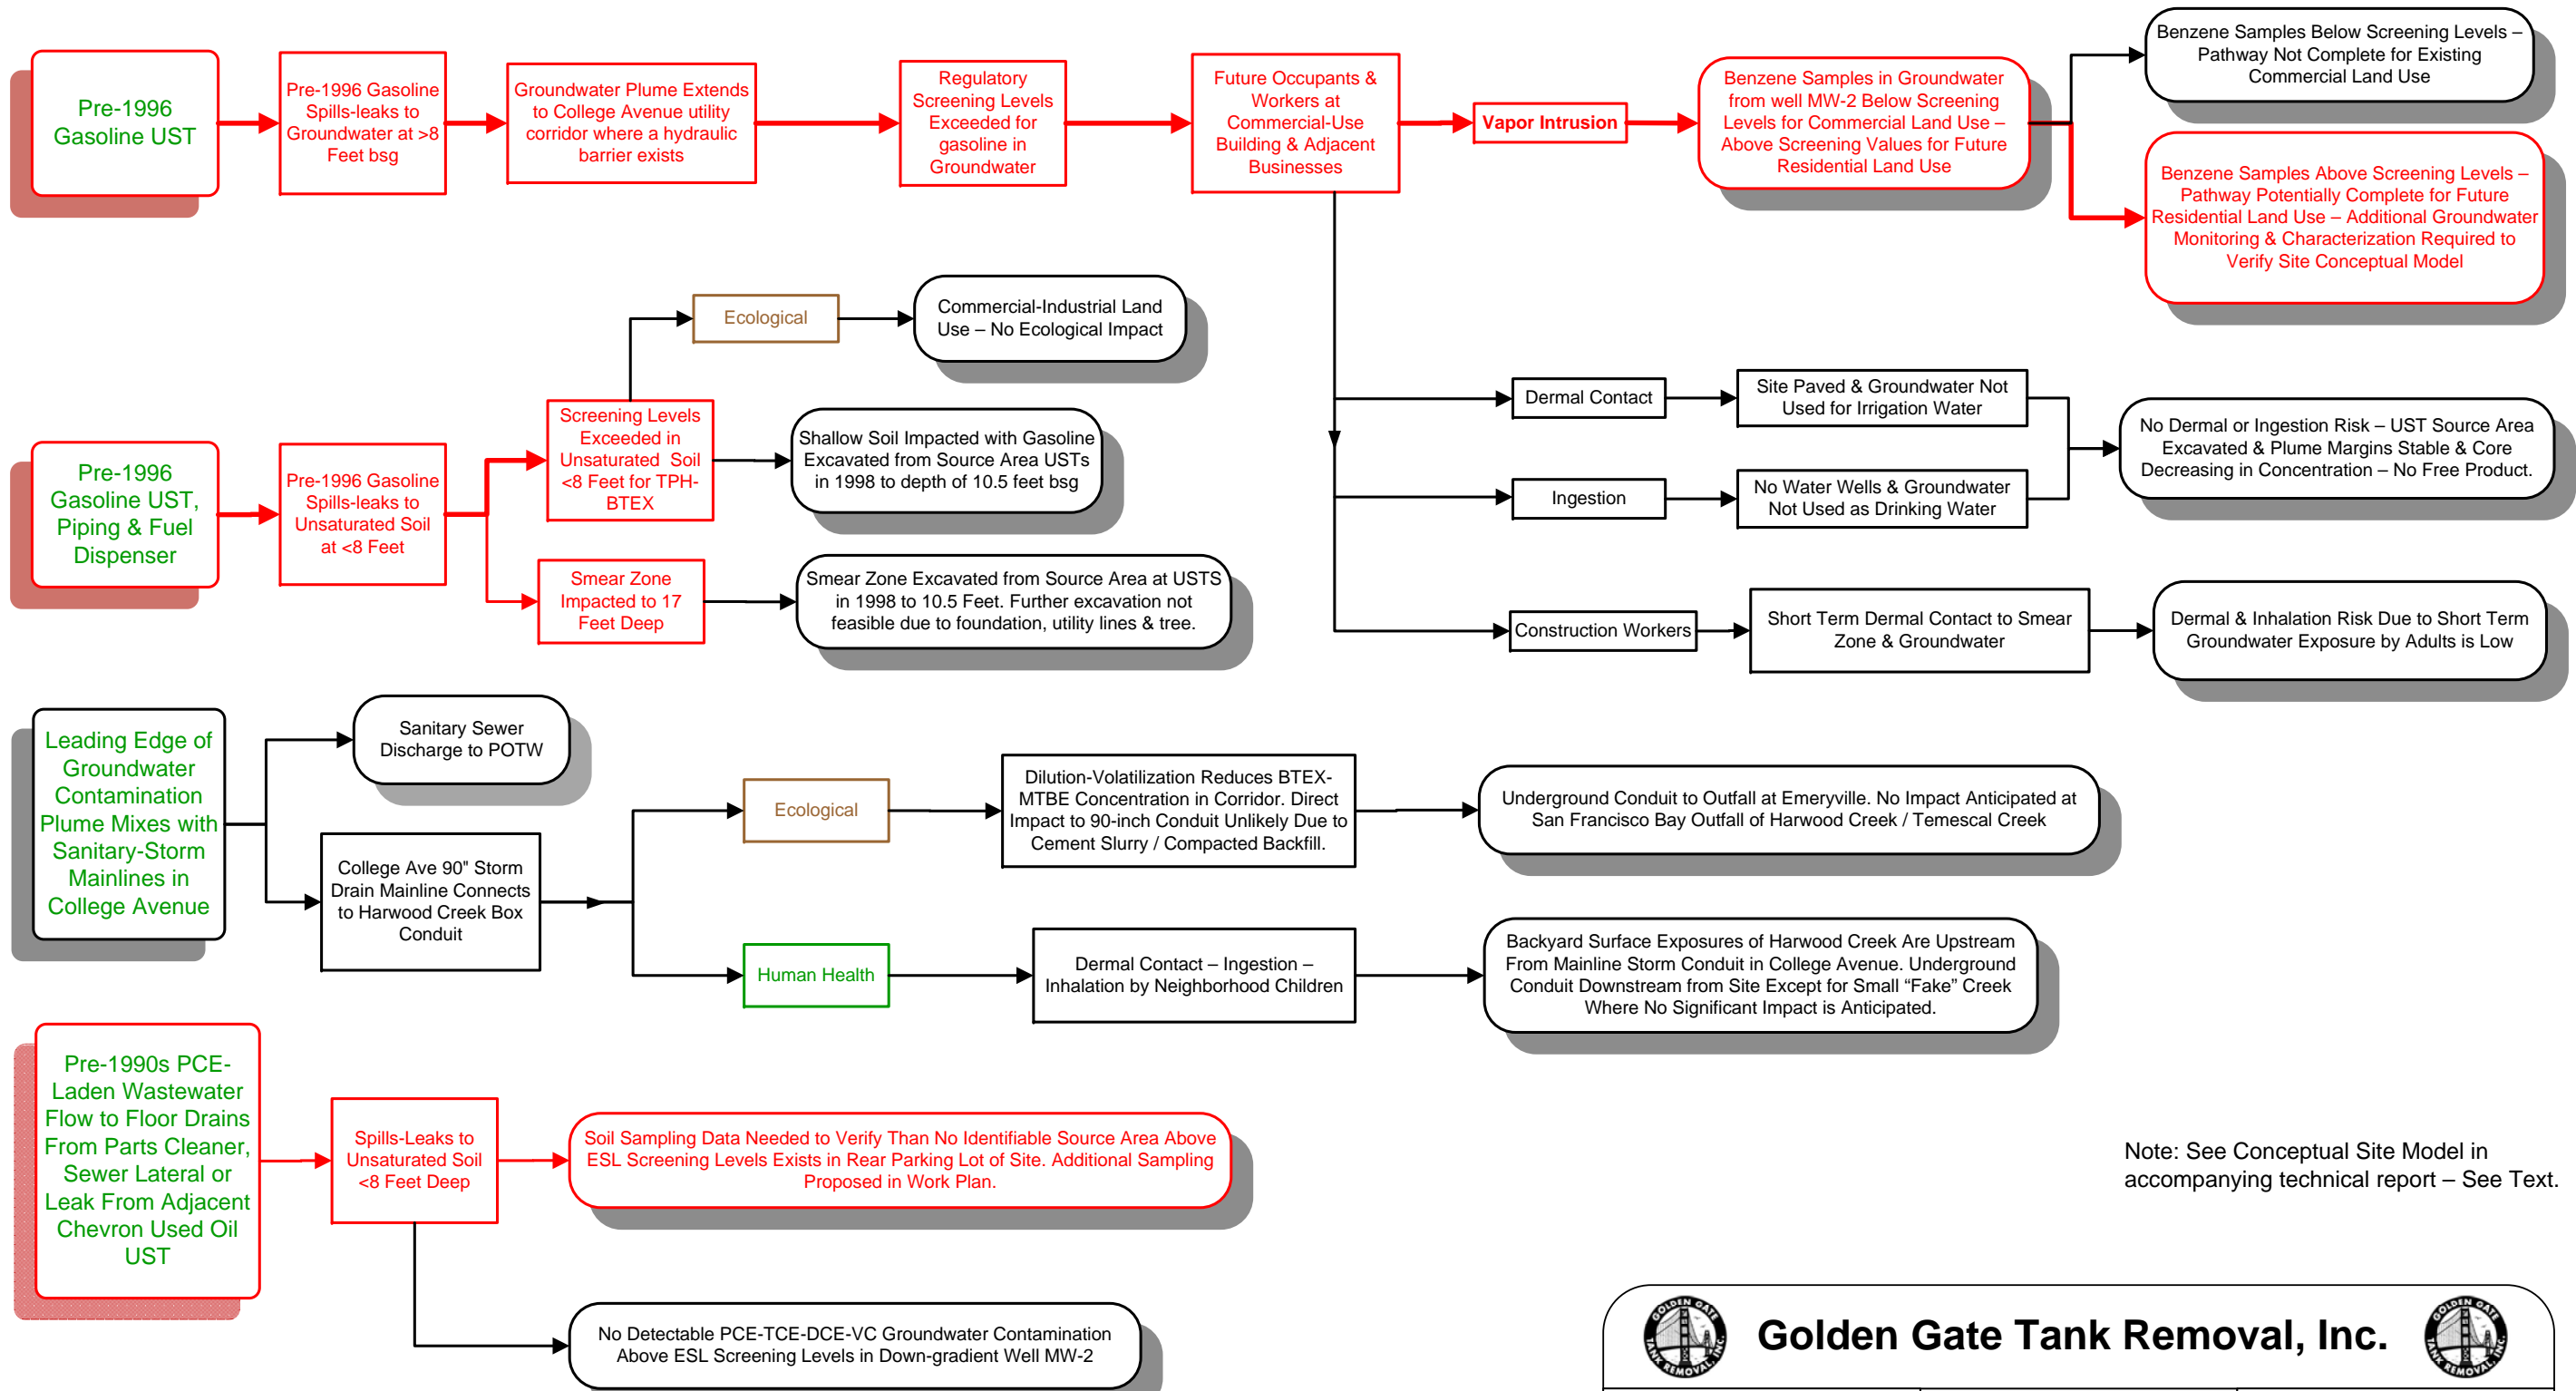 Pre-1996
Gasoline UST
Pre-1996 Gasoline
Spills-leaks to
Groundwater at >8
Feet bsg
Groundwater Plume Extends
to College Avenue utility
corridor where a hydraulic
barrier exists
Regulatory
Screening Levels
Exceeded for
gasoline in
Groundwater
Future Occupants &
Workers at
Commercial-Use
Building & Adjacent
Businesses
Vapor Intrusion
Benzene Samples in Groundwater
from well MW-2 Below Screening
Levels for Commercial Land Use –
Above Screening Values for Future
Residential Land Use
Benzene Samples Below Screening Levels –
Pathway Not Complete for Existing
Commercial Land Use
Benzene Samples Above Screening Levels –
Pathway Potentially Complete for Future
Residential Land Use – Additional Groundwater
Monitoring & Characterization Required to
Verify Site Conceptual Model
Pre-1996
Gasoline UST,
Piping & Fuel
Dispenser
Pre-1996 Gasoline
Spills-leaks to
Unsaturated Soil
at <8 Feet
Screening Levels
Exceeded in
Unsaturated Soil
<8 Feet for TPH-
BTEX
Ecological
Commercial-Industrial Land
Use – No Ecological Impact
Shallow Soil Impacted with Gasoline
Excavated from Source Area USTs
in 1998 to depth of 10.5 feet bsg
Smear Zone
Impacted to 17
Feet Deep
Smear Zone Excavated from Source Area at USTS
in 1998 to 10.5 Feet. Further excavation not
feasible due to foundation, utility lines & tree.
Dermal Contact
Site Paved & Groundwater Not
Used for Irrigation Water
Ingestion
No Water Wells & Groundwater
Not Used as Drinking Water
No Dermal or Ingestion Risk – UST Source Area
Excavated & Plume Margins Stable & Core
Decreasing in Concentration – No Free Product.
Construction Workers
Short Term Dermal Contact to Smear
Zone & Groundwater
Dermal & Inhalation Risk Due to Short Term
Groundwater Exposure by Adults is Low
Leading Edge of
Groundwater
Contamination
Plume Mixes with
Sanitary-Storm
Mainlines in
College Avenue
Sanitary Sewer
Discharge to POTW
College Ave 90" Storm
Drain Mainline Connects
to Harwood Creek Box
Conduit
Ecological
Dilution-Volatilization Reduces BTEX-
MTBE Concentration in Corridor. Direct
Impact to 90-inch Conduit Unlikely Due to
Cement Slurry / Compacted Backfill.
Underground Conduit to Outfall at Emeryville. No Impact Anticipated at
San Francisco Bay Outfall of Harwood Creek / Temescal Creek
Human Health
Dermal Contact – Ingestion –
Inhalation by Neighborhood Children
Backyard Surface Exposures of Harwood Creek Are Upstream
From Mainline Storm Conduit in College Avenue. Underground
Conduit Downstream from Site Except for Small “Fake” Creek
Where No Significant Impact is Anticipated.
Pre-1990s PCE-
Laden Wastewater
Flow to Floor Drains
From Parts Cleaner,
Sewer Lateral or
Leak From Adjacent
Chevron Used Oil
UST
Spills-Leaks to
Unsaturated Soil
<8 Feet Deep
Soil Sampling Data Needed to Verify Than No Identifiable Source Area Above
ESL Screening Levels Exists in Rear Parking Lot of Site. Additional Sampling
Proposed in Work Plan.
No Detectable PCE-TCE-DCE-VC Groundwater Contamination
Above ESL Screening Levels in Down-gradient Well MW-2
Note: See Conceptual Site Model in
accompanying technical report – See Text.
GOLDEN GATE
TANK REMOVAL, INC.
Golden Gate Tank Removal, Inc.
GOLDEN GATE
TANK REMOVAL, INC.